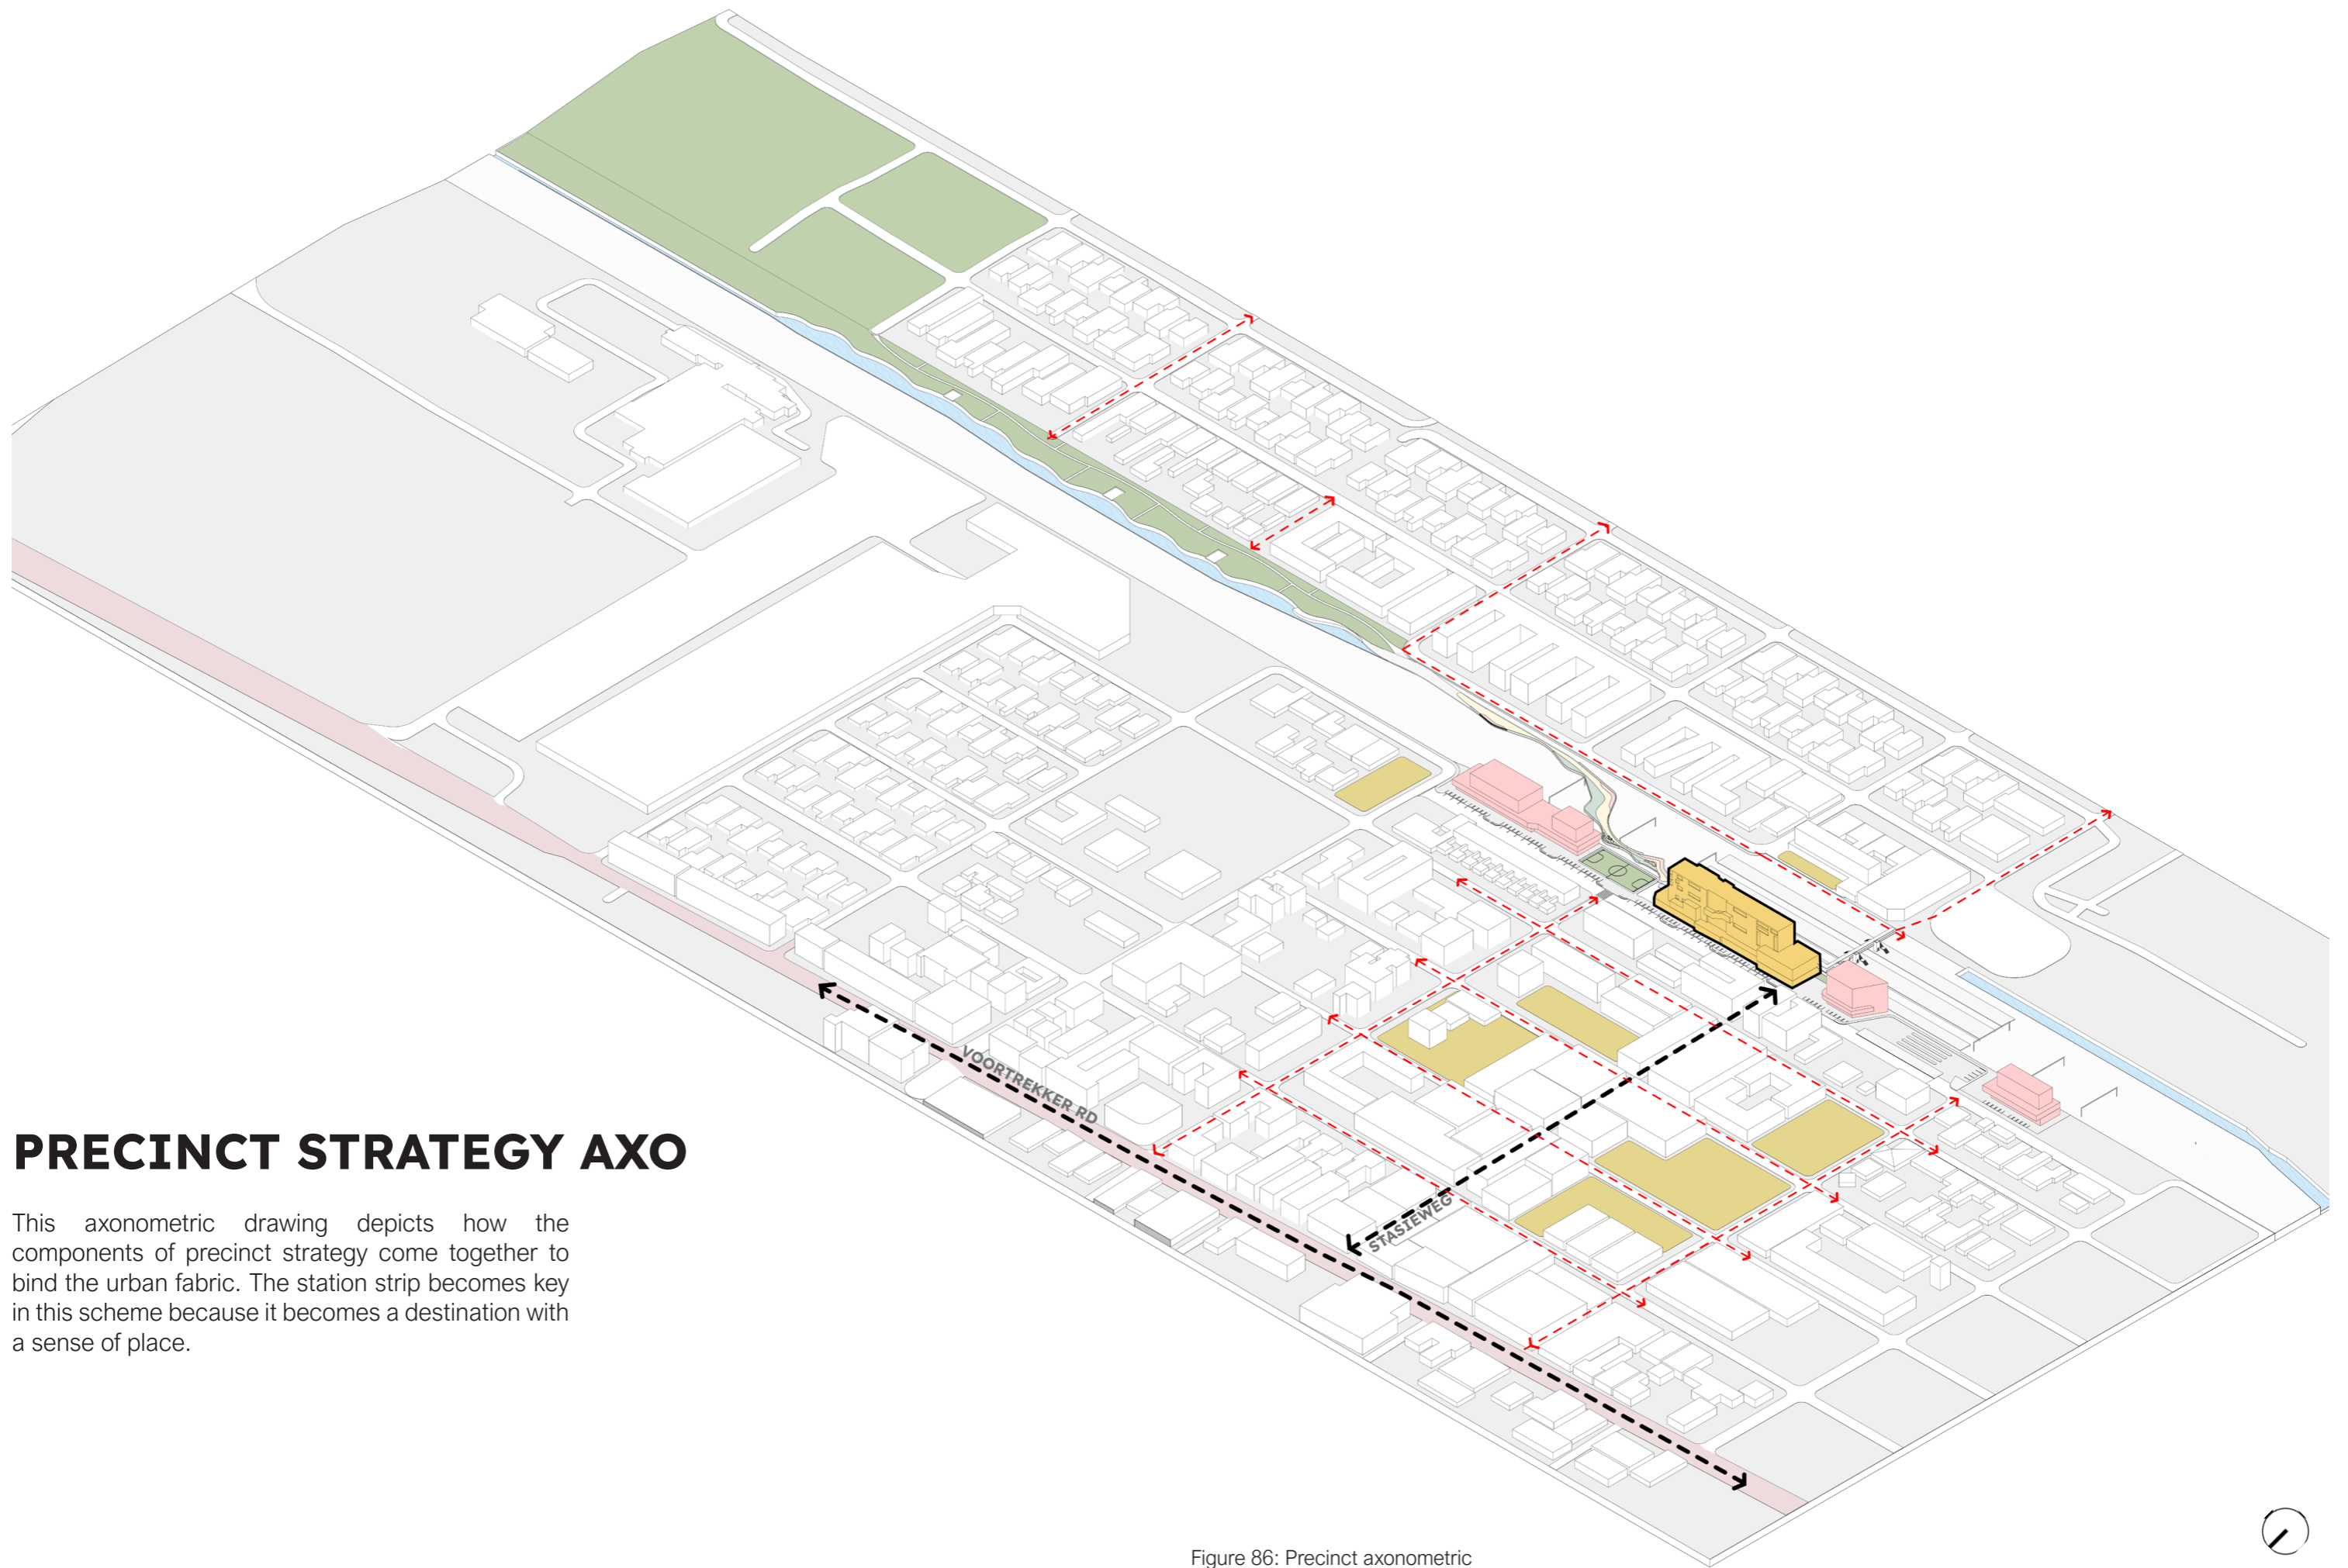 VOORTREKKER RD
STASIEWEG
PRECINCT STRATEGY AXO
This axonometric drawing depicts how the
components of precinct strategy come together to
bind the urban fabric. The station strip becomes key
in this scheme because it becomes a destination with
a sense of place.
Figure 86: Precinct axonometric